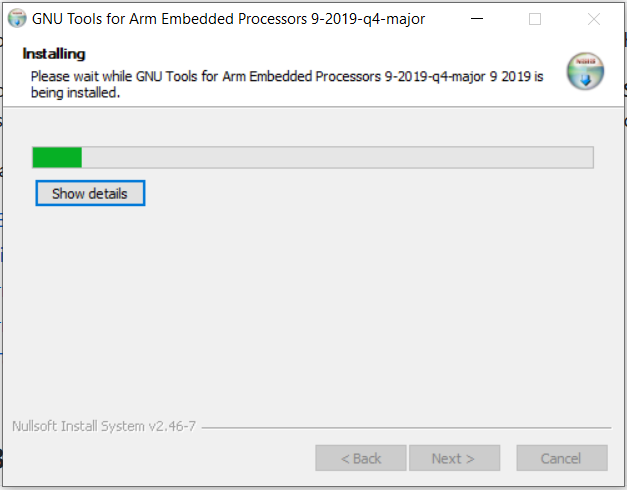 GNU Tools for Arm Embedded Processors 9-2019-q4-major
Installing
Please wait while GNU Tools for Arm Embedded Processors 9-2019-q4-major 9 2019 is
being installed.
Show details
Nullsoft Install System v2.46-7
< Back
Next >
Cancel